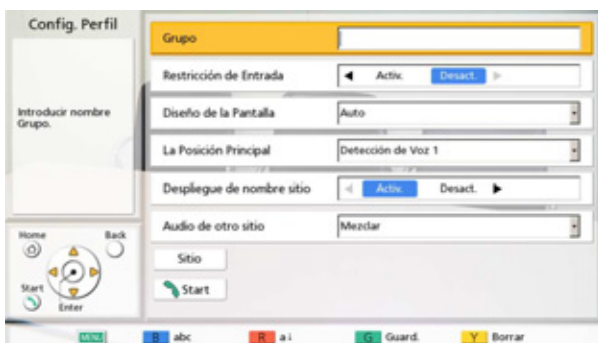 Config. Perfil
Introducir nombre
Grupo.
Grupo
Restricción de Entrada Activ. Desact.
Diseño de la Pantalla Auto
La Posición Principal Detección de Voz 1
Despliegue de nombre sitio Activ. Desact.
Audio de otro sitio Mezclar
Sitio
Start
Home Back
Start
Enter
MENU B abc R a↓ G Guard. Y Borrar